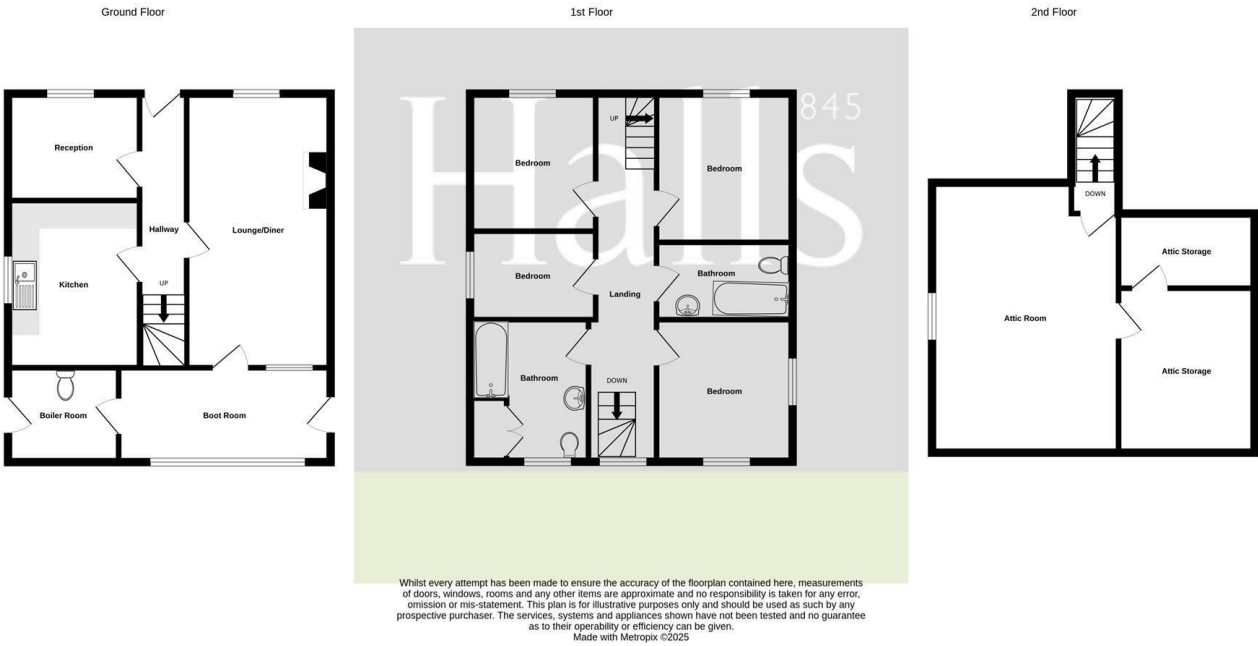 Ground Floor
Reception
Hallway
Lounge/Diner
Kitchen
UP
Boiler Room
Boot Room
1st Floor
Halls
845
UP
Bedroom
Bedroom
Bedroom
Bathroom
Landing
DOWN
Bathroom
Bedroom
2nd Floor
DOWN
Attic Storage
Attic Room
Attic Storage
Whilst every attempt has been made to ensure the accuracy of the floorplan contained here, measurements
of doors, windows, rooms and any other items are approximate and no responsibility is taken for any error,
omission or mis-statement. This plan is for illustrative purposes only and should be used as such by any
prospective purchaser. The services, systems and appliances shown have not been tested and no guarantee
as to their operability or efficiency can be given.
Made with Metropix ©2025